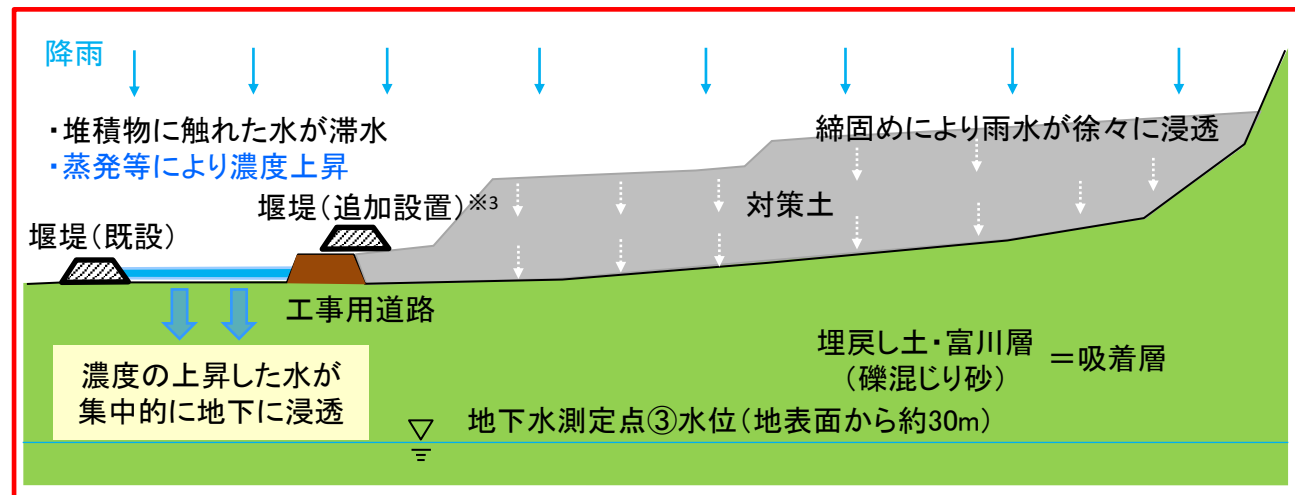 降雨
・堆積物に触れた水が滞水
・蒸発等により濃度上昇
締固めにより雨水が徐々に浸透
堰堤（追加設置）※3
対策土
堰堤（既設）
工事用道路
濃度の上昇した水が
集中的に地下に浸透
埋戻し土・富川層
（礫混じり砂）
＝吸着層
地下水測定点③水位（地表面から約30m）